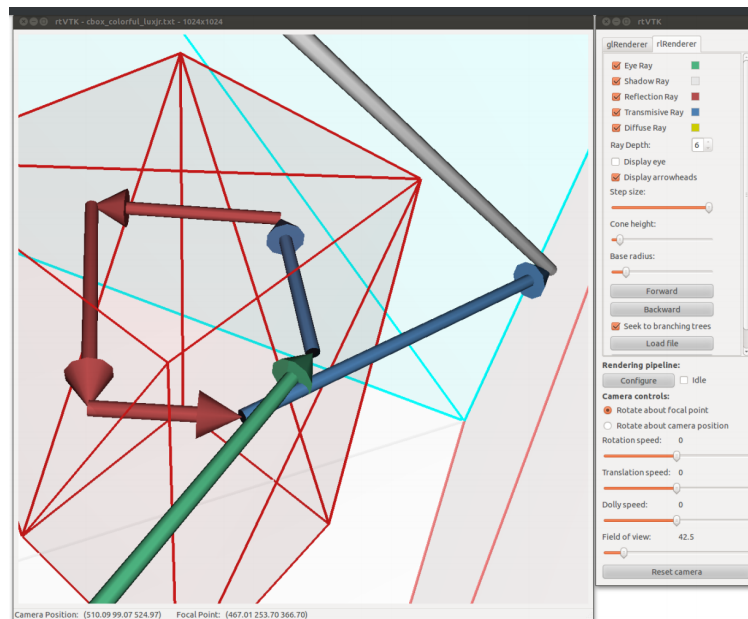 rtVTK - cbox_colorful_luxjr.txt - 1024x1024
rtVTK
glRenderer rlRenderer
Eye Ray
Shadow Ray
Reflection Ray
Transmisive Ray
Diffuse Ray
Ray Depth: 6
Display eye
Display arrowheads
Step size:
Cone height:
Base radius:
Forward
Backward
Seek to branching trees
Load file
Rendering pipeline:
Configure Idle
Camera controls:
Rotate about focal point
Rotate about camera position
Rotation speed: 0
Translation speed: 0
Dolly speed: 0
Field of view: 42.5
Reset camera
Camera Position: (510.09 99.07 524.97) Focal Point: (467.01 253.70 366.70)